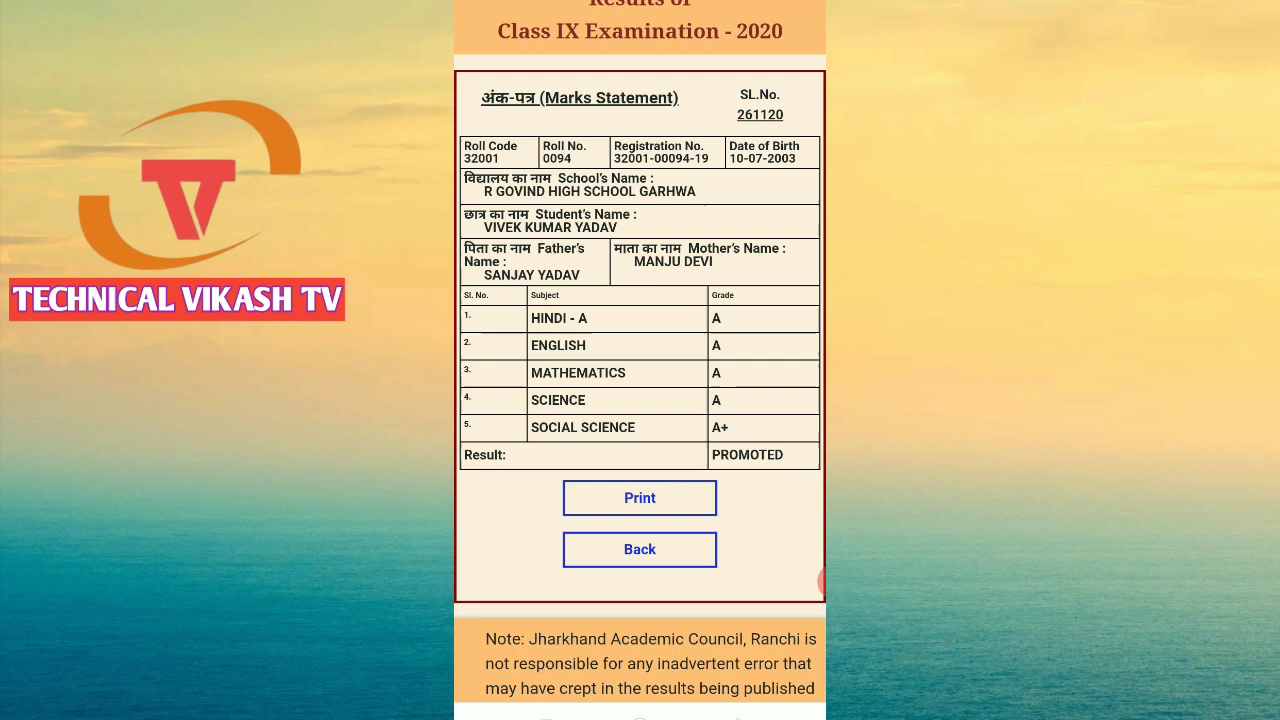 Results of
Class IX Examination - 2020
अंक-पत्र (Marks Statement)
SL.No.
261120
Roll Code
32001
Roll No.
0094
Registration No.
32001-00094-19
Date of Birth
10-07-2003
विद्यालय का नाम School's Name :
R GOVIND HIGH SCHOOL GARHWA
छात्र का नाम Student's Name :
VIVEK KUMAR YADAV
पिता का नाम Father's
Name :
SANJAY YADAV
माता का नाम Mother's Name :
MANJU DEVI
Sl. No. Subject Grade
1. HINDI - A A
2. ENGLISH A
3. MATHEMATICS A
4. SCIENCE A
5. SOCIAL SCIENCE A+
Result: PROMOTED
Print
Back
Note: Jharkhand Academic Council, Ranchi is
not responsible for any inadvertent error that
may have crept in the results being published
V
TECHNICAL VIKASH TV